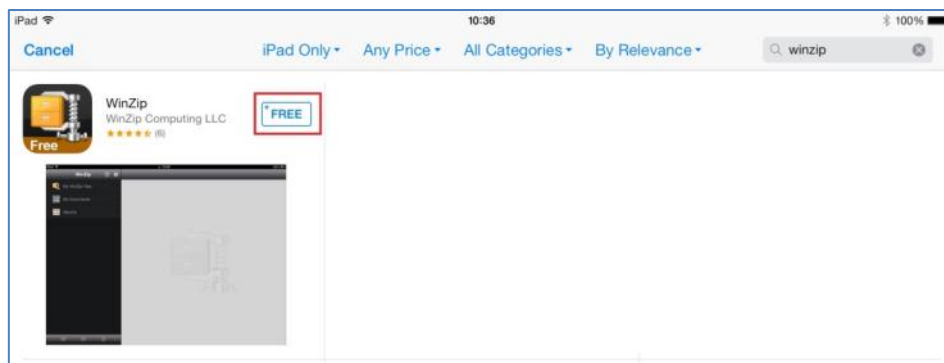 iPad
10:36
100%
Cancel
iPad Only
Any Price
All Categories
By Relevance
winzip
WinZip
WinZip Computing LLC
(6)
+FREE
Free
WinZip